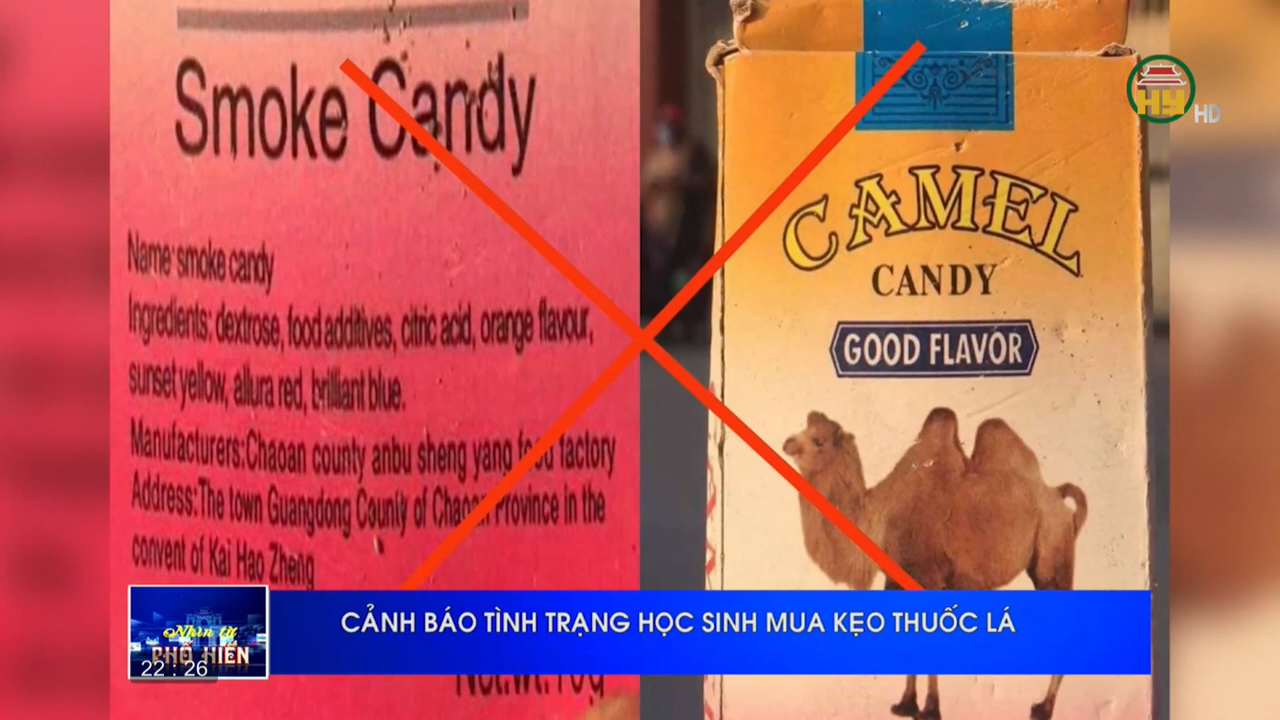 Smoke Candy
Name: smoke candy
Ingredients: dextrose, food additives, citric acid, orange flavour,
sunset yellow, allura red, brilliant blue.
Manufacturers:Chaoan county anbu sheng yang food factory
Address:The town Guangdong County of Chaoan Province in the
convent of Kai Hao Zheng
Net.wt.
CAMEL
CANDY
GOOD FLAVOR
HY HD
Nhìn từ
PHỐ HIẾN
22 : 26
CẢNH BÁO TÌNH TRẠNG HỌC SINH MUA KẸO THUỐC LÁ